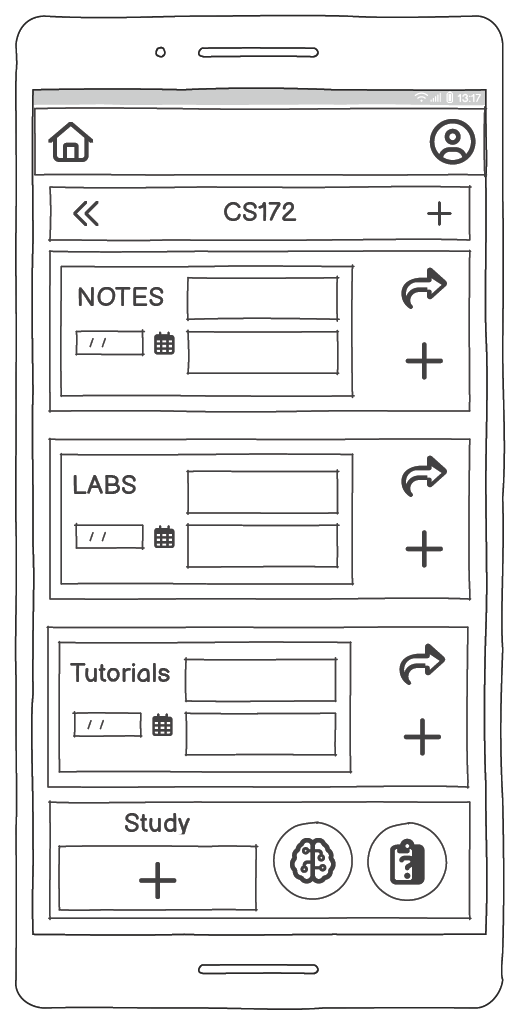 13:17
CS172
NOTES
/ /
LABS
/ /
Tutorials
/ /
Study
?